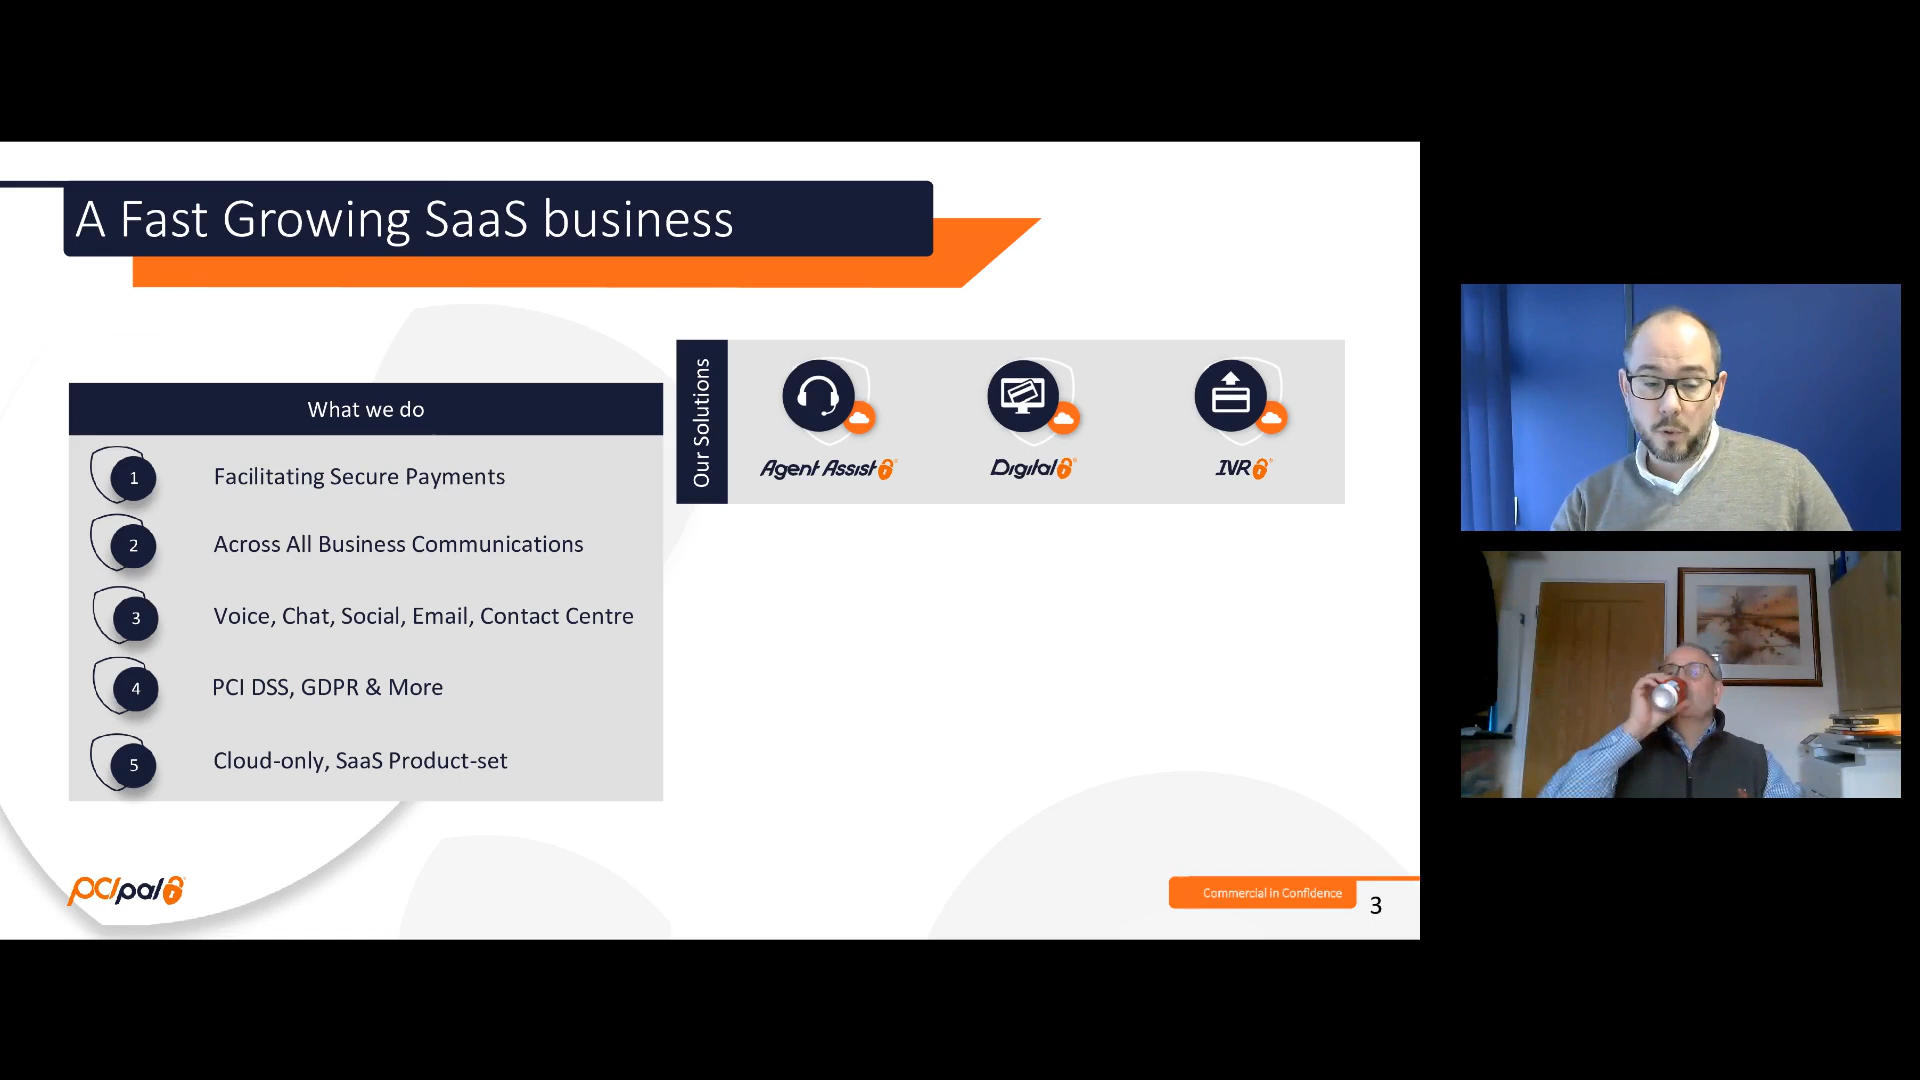 A Fast Growing SaaS business
What we do
1 Facilitating Secure Payments
2 Across All Business Communications
3 Voice, Chat, Social, Email, Contact Centre
4 PCI DSS, GDPR & More
5 Cloud-only, SaaS Product-set
Our Solutions
Agent Assist
Digital
IVR
pcipal
Commercial in Confidence
3